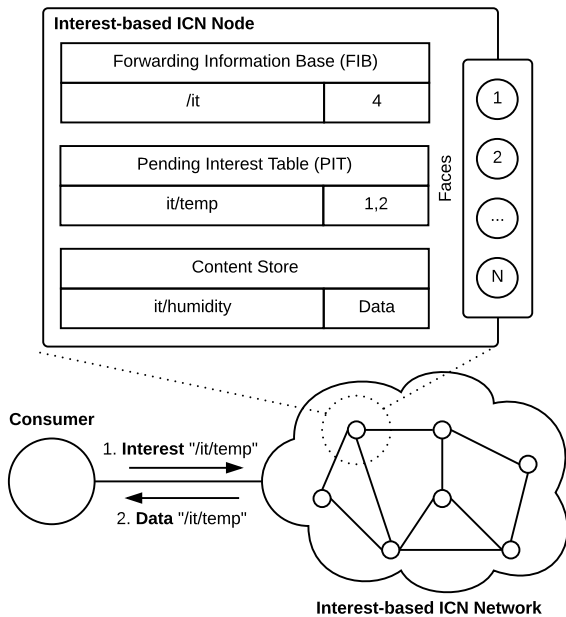 Interest-based ICN Node
Forwarding Information Base (FIB)
/it 4
Pending Interest Table (PIT)
it/temp 1,2
Content Store
it/humidity Data
Faces
1
2
...
N
Consumer
1. Interest "/it/temp"
2. Data "/it/temp"
Interest-based ICN Network